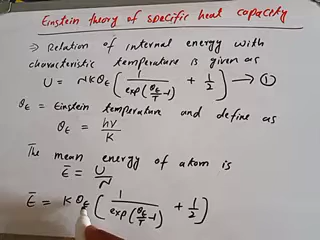 Einstein theory of specific heat capacity
⇒ Relation of internal energy with
characteristic temperature is given as
U = NKΘE ( 1 / exp(ΘE/T - 1) + 1/2 ) → ①
ΘE = Einstein temperature and define as
ΘE = hν / K
The mean energy of atom is
Ē = U / N
Ē = KΘE ( 1 / exp(ΘE/T - 1) + 1/2 )